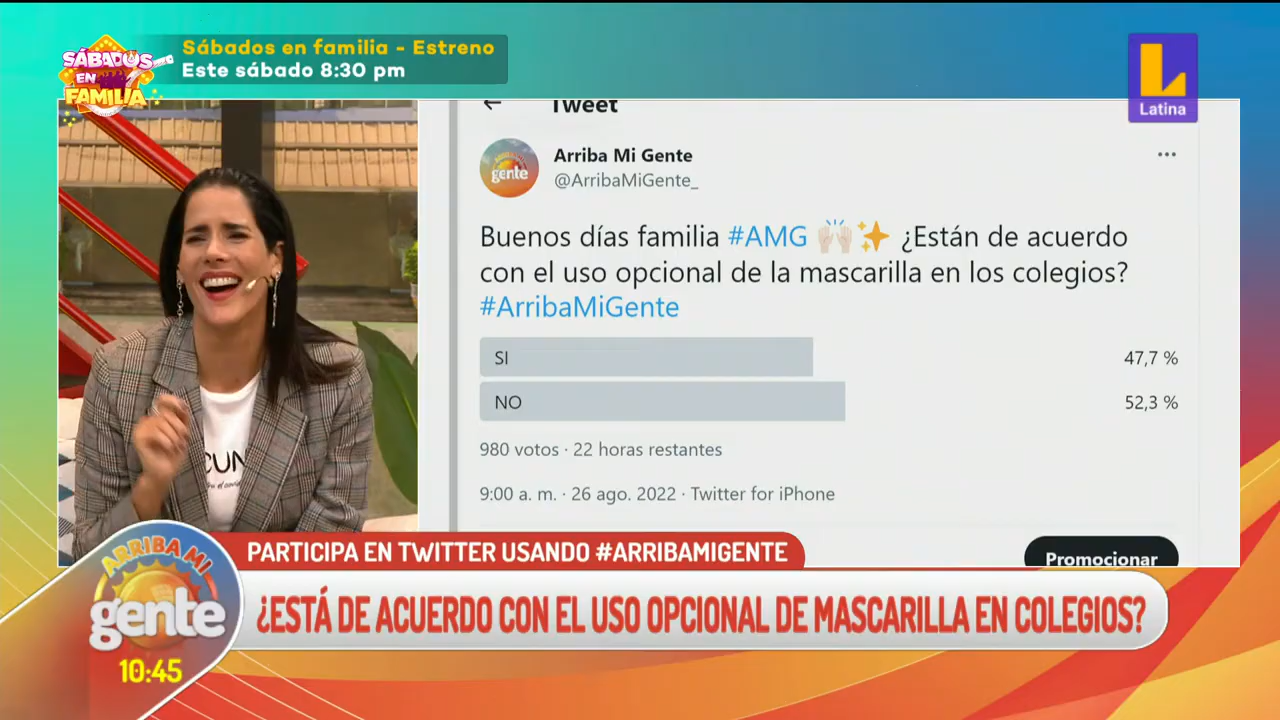 SÁBADOS
EN
FAMILIA
Sábados en familia - Estreno
Este sábado 8:30 pm
Latina
Tweet
Arriba Mi Gente
@ArribaMiGente_
gente
Buenos días familia #AMG 🙌🏻✨ ¿Están de acuerdo
con el uso opcional de la mascarilla en los colegios?
#ArribaMiGente
SI 47,7 %
NO 52,3 %
980 votos · 22 horas restantes
9:00 a. m. · 26 ago. 2022 · Twitter for iPhone
Promocionar
CUN
PARTICIPA EN TWITTER USANDO #ARRIBAMIGENTE
ARRIBA MI
gente
¿ESTÁ DE ACUERDO CON EL USO OPCIONAL DE MASCARILLA EN COLEGIOS?
10:45